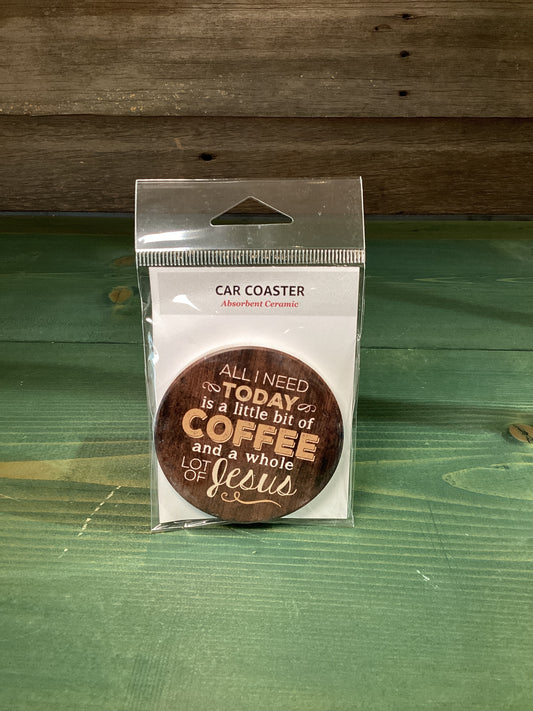 CAR COASTER
Absorbent Ceramic
ALL I NEED
TODAY
is a little bit of
COFFEE
and a whole
LOT OF Jesus